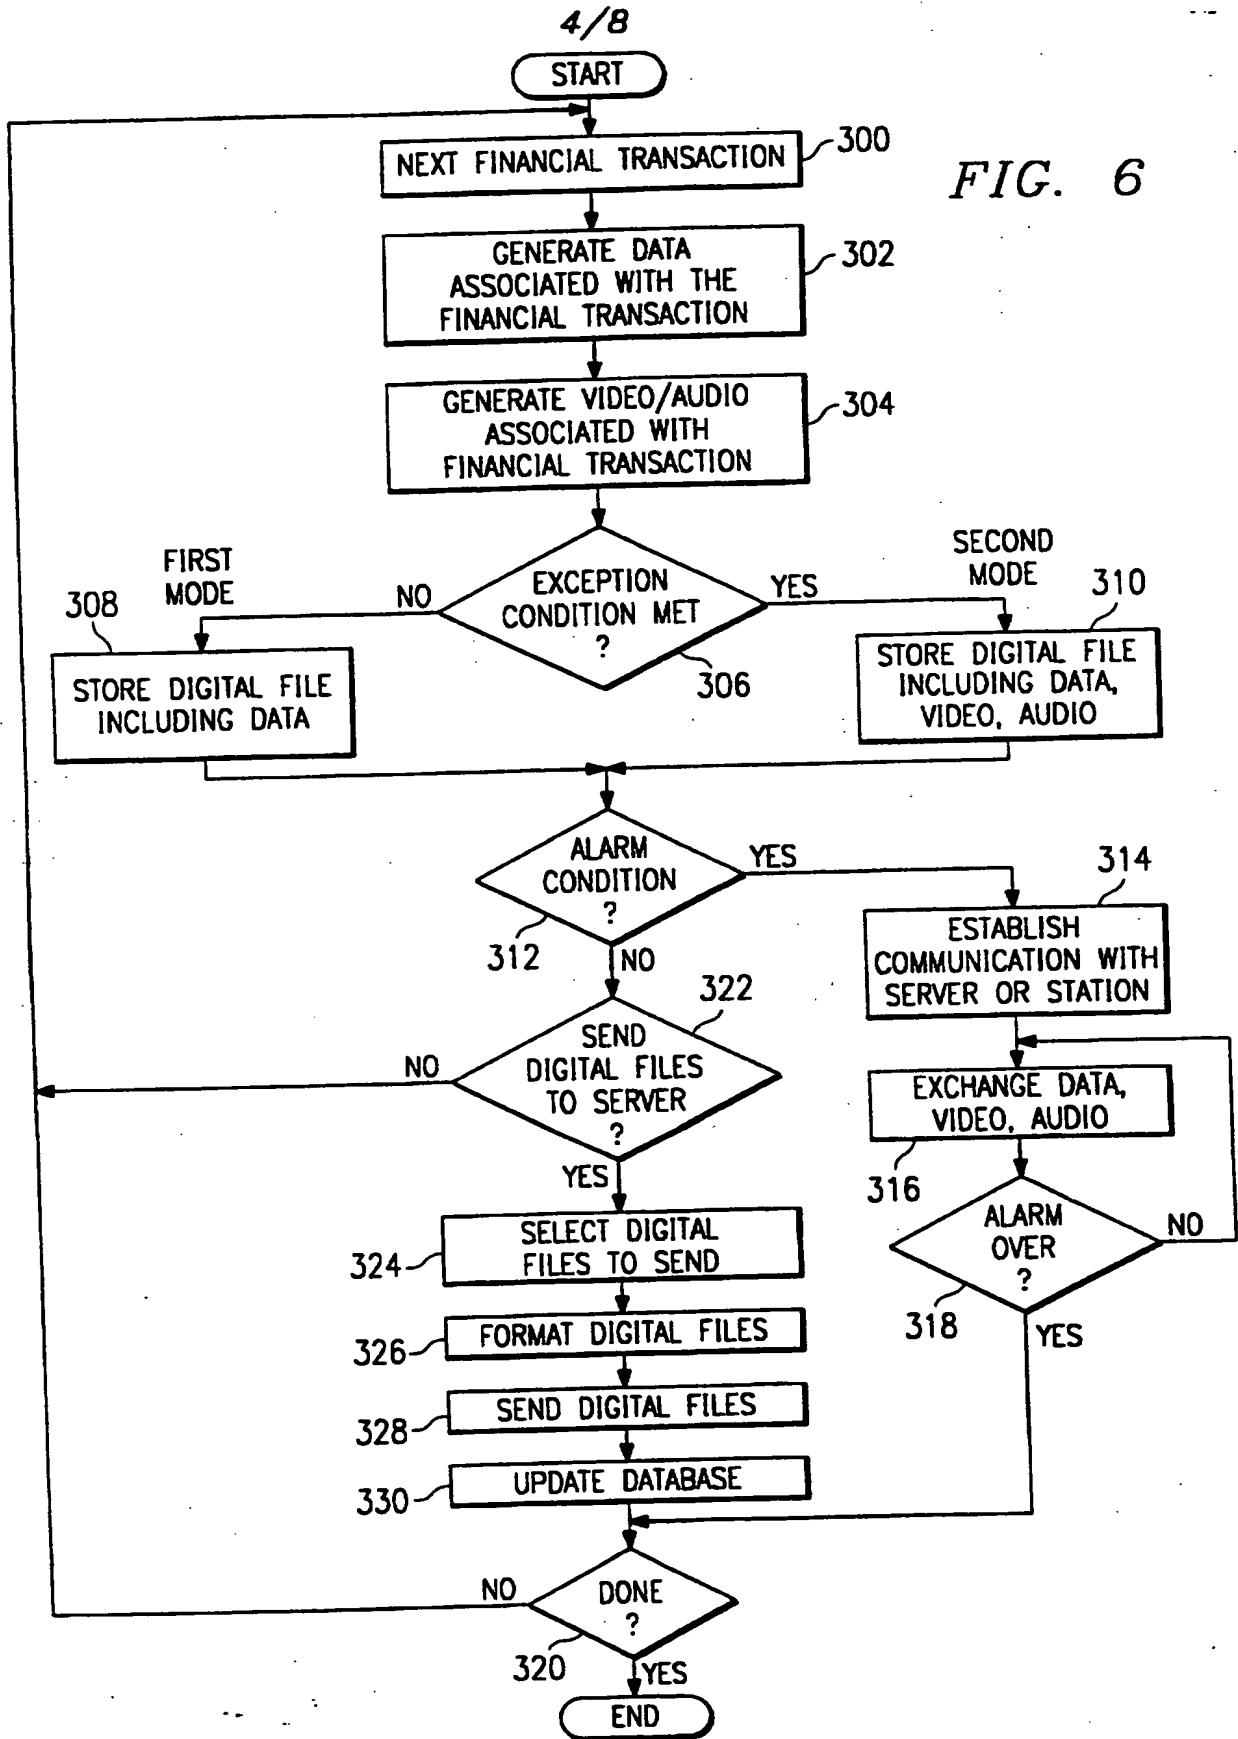 4/8
START
NEXT FINANCIAL TRANSACTION
300
FIG. 6
GENERATE DATA
ASSOCIATED WITH THE
FINANCIAL TRANSACTION
302
GENERATE VIDEO/AUDIO
ASSOCIATED WITH
FINANCIAL TRANSACTION
304
FIRST
MODE
NO
EXCEPTION
CONDITION MET
?
306
YES
SECOND
MODE
308
STORE DIGITAL FILE
INCLUDING DATA
310
STORE DIGITAL FILE
INCLUDING DATA,
VIDEO, AUDIO
ALARM
CONDITION
?
312
YES
NO
314
ESTABLISH
COMMUNICATION WITH
SERVER OR STATION
322
SEND
DIGITAL FILES
TO SERVER
?
NO
YES
EXCHANGE DATA,
VIDEO, AUDIO
316
ALARM
OVER
?
318
NO
YES
324
SELECT DIGITAL
FILES TO SEND
326
FORMAT DIGITAL FILES
328
SEND DIGITAL FILES
330
UPDATE DATABASE
NO
DONE
?
320
YES
END